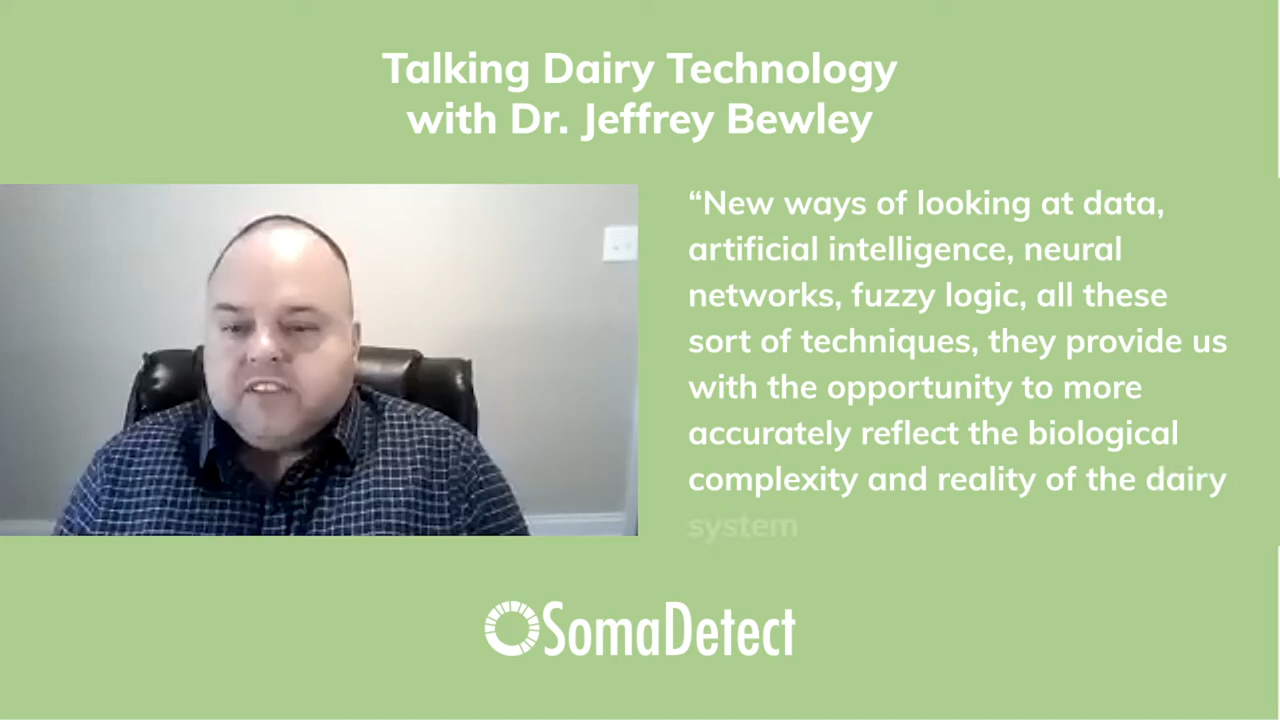 Talking Dairy Technology
with Dr. Jeffrey Bewley
“New ways of looking at data,
artificial intelligence, neural
networks, fuzzy logic, all these
sort of techniques, they provide us
with the opportunity to more
accurately reflect the biological
complexity and reality of the dairy
system
SomaDetect